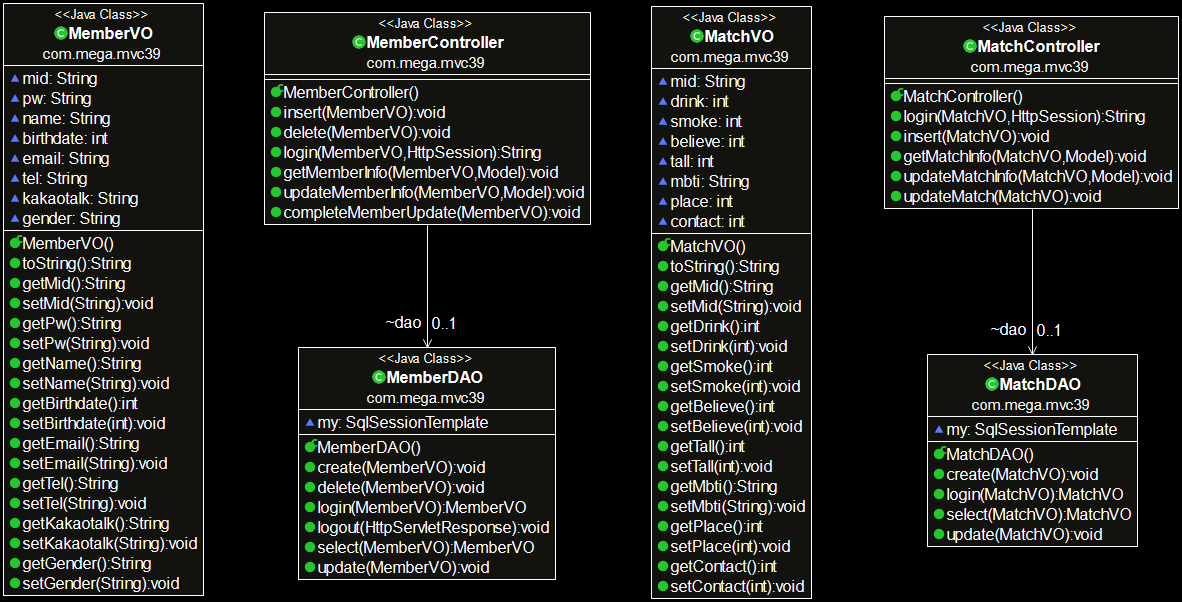 <<Java Class>>
MemberVO
com.mega.mvc39
mid: String
pw: String
name: String
birthdate: int
email: String
tel: String
kakaotalk: String
gender: String
MemberVO()
toString():String
getMid():String
setMid(String):void
getPw():String
setPw(String):void
getName():String
setName(String):void
getBirthdate():int
setBirthdate(int):void
getEmail():String
setEmail(String):void
getTel():String
setTel(String):void
getKakaotalk():String
setKakaotalk(String):void
getGender():String
setGender(String):void
<<Java Class>>
MemberController
com.mega.mvc39
MemberController()
insert(MemberVO):void
delete(MemberVO):void
login(MemberVO,HttpSession):String
getMemberInfo(MemberVO,Model):void
updateMemberInfo(MemberVO,Model):void
completeMemberUpdate(MemberVO):void
~dao 0..1
<<Java Class>>
MemberDAO
com.mega.mvc39
my: SqlSessionTemplate
MemberDAO()
create(MemberVO):void
delete(MemberVO):void
login(MemberVO):MemberVO
logout(HttpServletResponse):void
select(MemberVO):MemberVO
update(MemberVO):void
<<Java Class>>
MatchVO
com.mega.mvc39
mid: String
drink: int
smoke: int
believe: int
tall: int
mbti: String
place: int
contact: int
MatchVO()
toString():String
getMid():String
setMid(String):void
getDrink():int
setDrink(int):void
getSmoke():int
setSmoke(int):void
getBelieve():int
setBelieve(int):void
getTall():int
setTall(int):void
getMbti():String
setMbti(String):void
getPlace():int
setPlace(int):void
getContact():int
setContact(int):void
<<Java Class>>
MatchController
com.mega.mvc39
MatchController()
login(MatchVO,HttpSession):String
insert(MatchVO):void
getMatchInfo(MatchVO,Model):void
updateMatchInfo(MatchVO,Model):void
updateMatch(MatchVO):void
~dao 0..1
<<Java Class>>
MatchDAO
com.mega.mvc39
my: SqlSessionTemplate
MatchDAO()
create(MatchVO):void
login(MatchVO):MatchVO
select(MatchVO):MatchVO
update(MatchVO):void